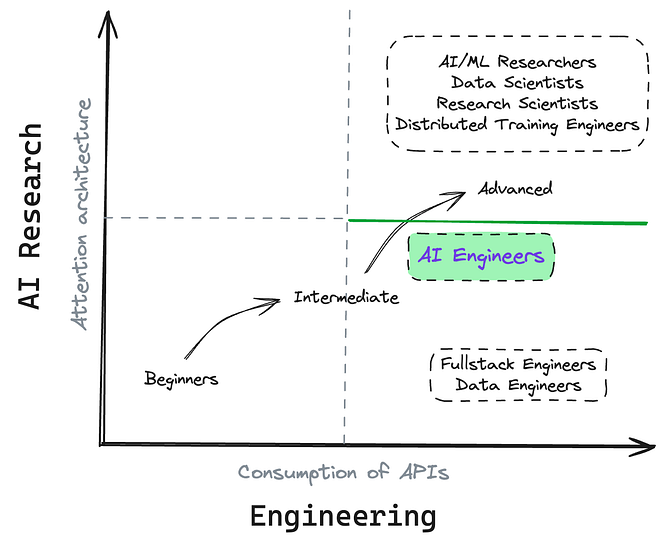 AI/ML Researchers
Data Scientists
Research Scientists
Distributed Training Engineers
Advanced
AI Engineers
Intermediate
Beginners
Fullstack Engineers
Data Engineers
AI Research
Attention architecture
Consumption of APIs
Engineering